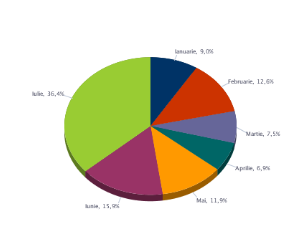 Ianuarie, 9,0%
Februarie, 12,6%
Martie, 7,5%
Aprilie, 6,9%
Mai, 11,9%
Iunie, 15,9%
Iulie, 36,4%